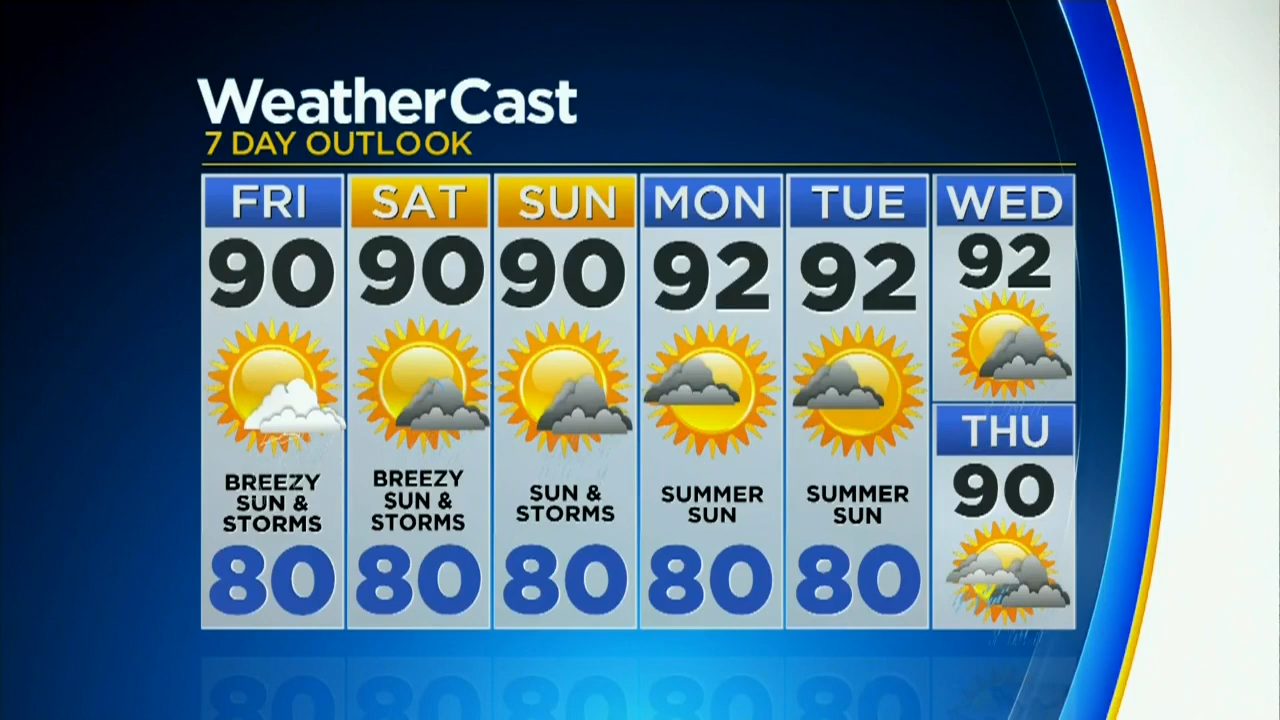 WeatherCast
7 DAY OUTLOOK
FRI
90
BREEZY
SUN &
STORMS
80
SAT
90
BREEZY
SUN &
STORMS
80
SUN
90
SUN &
STORMS
80
MON
92
SUMMER
SUN
80
TUE
92
SUMMER
SUN
80
WED
92
THU
90